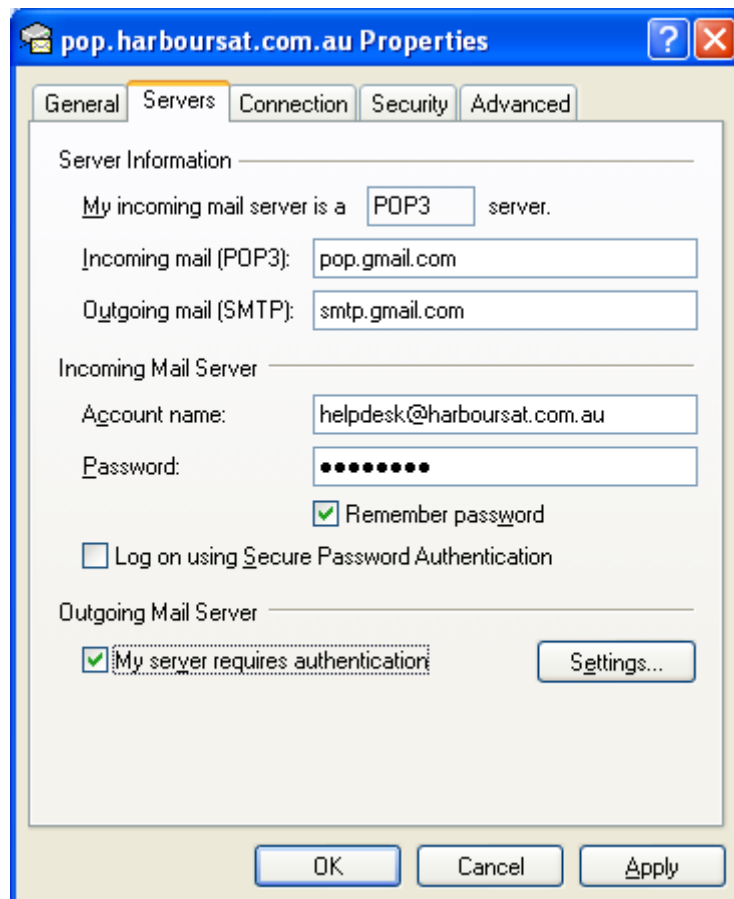 pop.harboursat.com.au Properties
General Servers Connection Security Advanced
Server Information
My incoming mail server is a POP3 server.
Incoming mail (POP3): pop.gmail.com
Outgoing mail (SMTP): smtp.gmail.com
Incoming Mail Server
Account name: helpdesk@harboursat.com.au
Password: ●●●●●●●●
Remember password
Log on using Secure Password Authentication
Outgoing Mail Server
My server requires authentication Settings...
OK Cancel Apply